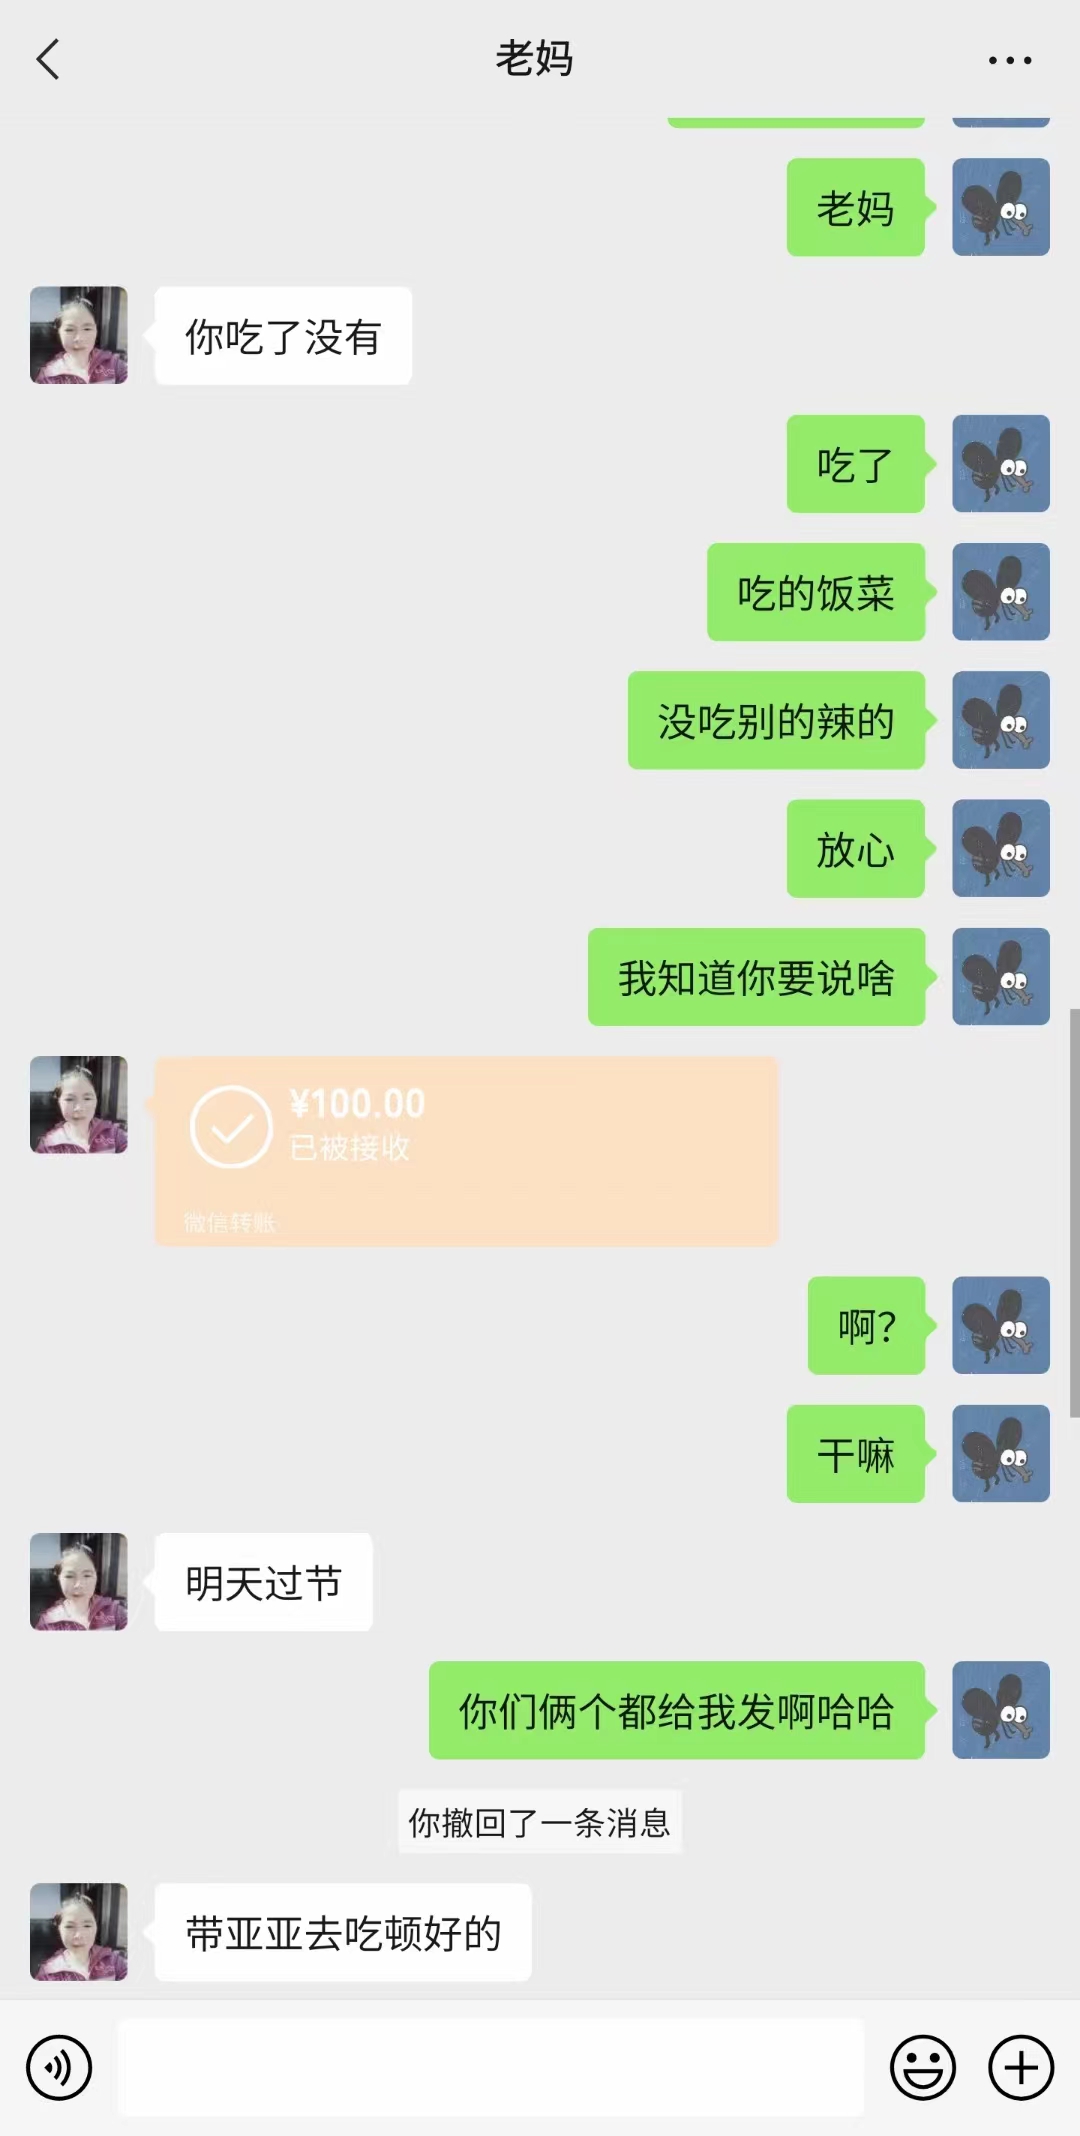 老妈
老妈
你吃了没有
吃了
吃的饭菜
没吃别的辣的
放心
我知道你要说啥
¥100.00
已被接收
微信转账
啊?
干嘛
明天过节
你们俩个都给我发啊哈哈
你撤回了一条消息
带亚亚去吃顿好的